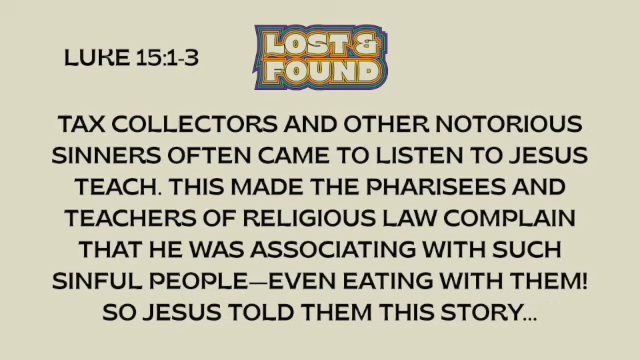 LUKE 15:1-3
LOST &
FOUND
TAX COLLECTORS AND OTHER NOTORIOUS
SINNERS OFTEN CAME TO LISTEN TO JESUS
TEACH. THIS MADE THE PHARISEES AND
TEACHERS OF RELIGIOUS LAW COMPLAIN
THAT HE WAS ASSOCIATING WITH SUCH
SINFUL PEOPLE—EVEN EATING WITH THEM!
SO JESUS TOLD THEM THIS STORY...